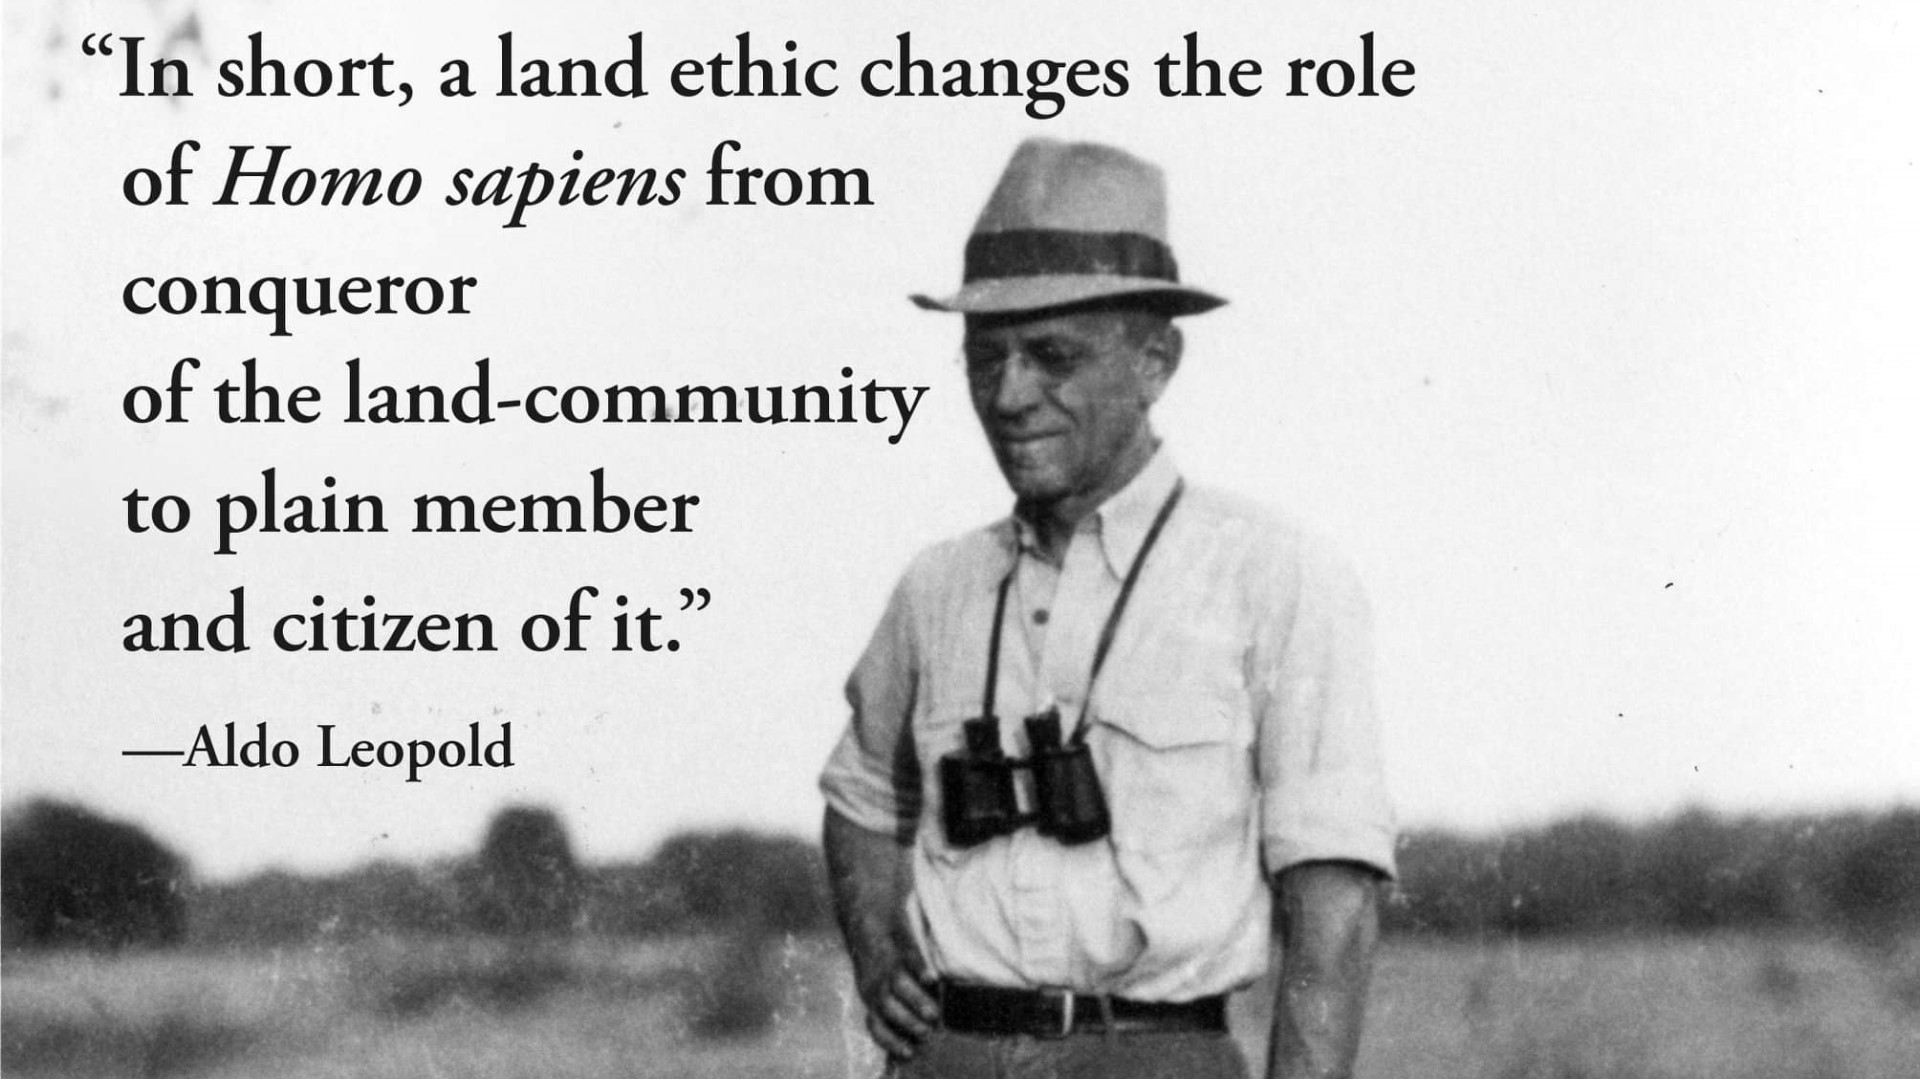 “In short, a land ethic changes the role
of Homo sapiens from
conqueror
of the land-community
to plain member
and citizen of it.”
—Aldo Leopold